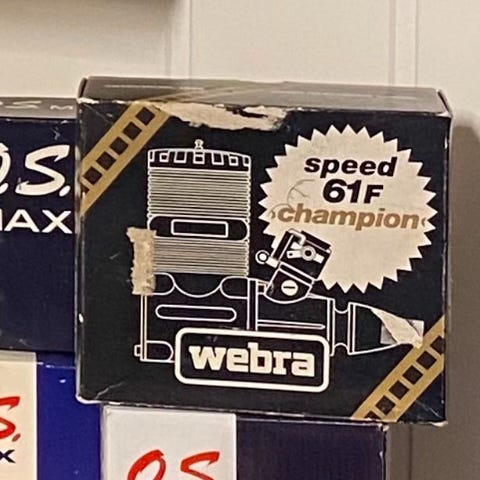 O.S. M
O.S.
MAX
speed
61F
champion
webra
S.
X
O.S.